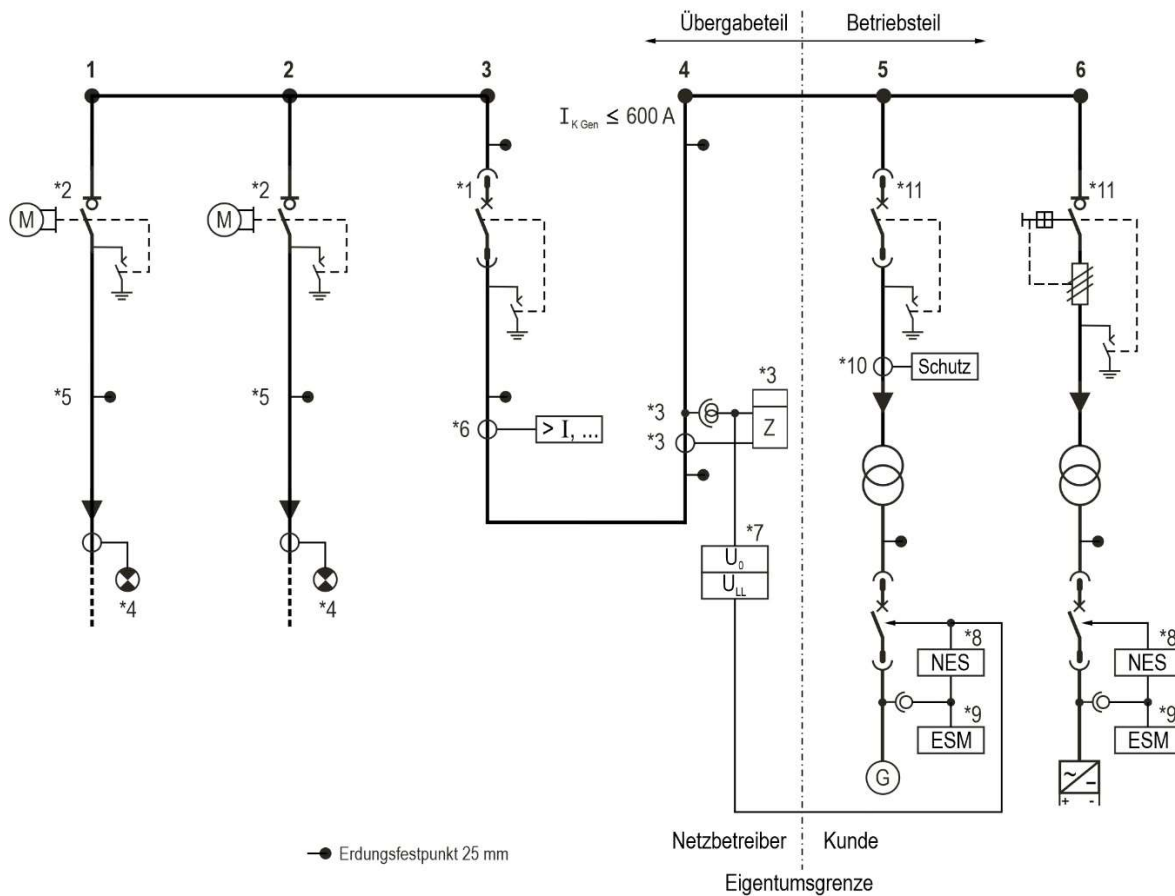 Übergabeteil Betriebsteil
1 2 3 4 5 6
I K Gen ≤ 600 A
*2 *2 *1 *11 *11
M M
*5 *5 *10 Schutz
*3
*6 > I, ... *3 Z
*3
*7
U₀
U_LL
*4 *4
*8 *8
NES NES
*9 *9
ESM ESM
G ~ –
+ -
Netzbetreiber Kunde
Erdungsfestpunkt 25 mm
Eigentumsgrenze